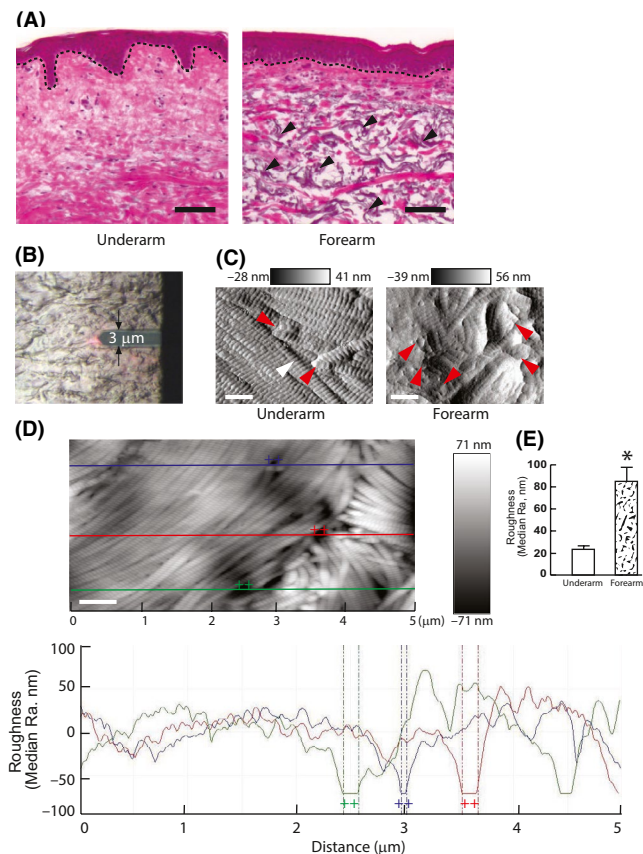 (A)
Underarm
Forearm
(B)
3 μm
(C)
–28 nm
41 nm
–39 nm
56 nm
Underarm
Forearm
(D)
71 nm
–71 nm
0
1
2
3
4
5
(μm)
(E)
*
Roughness
(Median Ra. nm)
100
80
60
40
20
0
Underarm
Forearm
Roughness
(Median Ra. nm)
100
50
0
–50
–100
0
1
2
3
4
5
Distance (μm)